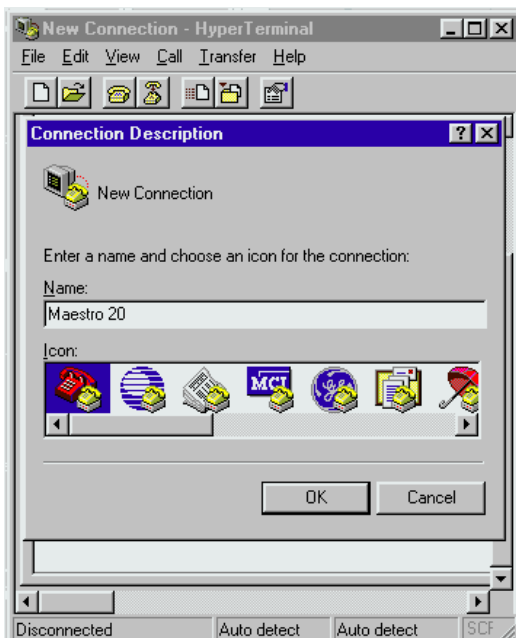 New Connection - HyperTerminal
File Edit View Call Transfer Help
Connection Description
New Connection
Enter a name and choose an icon for the connection:
Name:
Maestro 20
Icon:
MCI
OK Cancel
Disconnected Auto detect Auto detect SCR